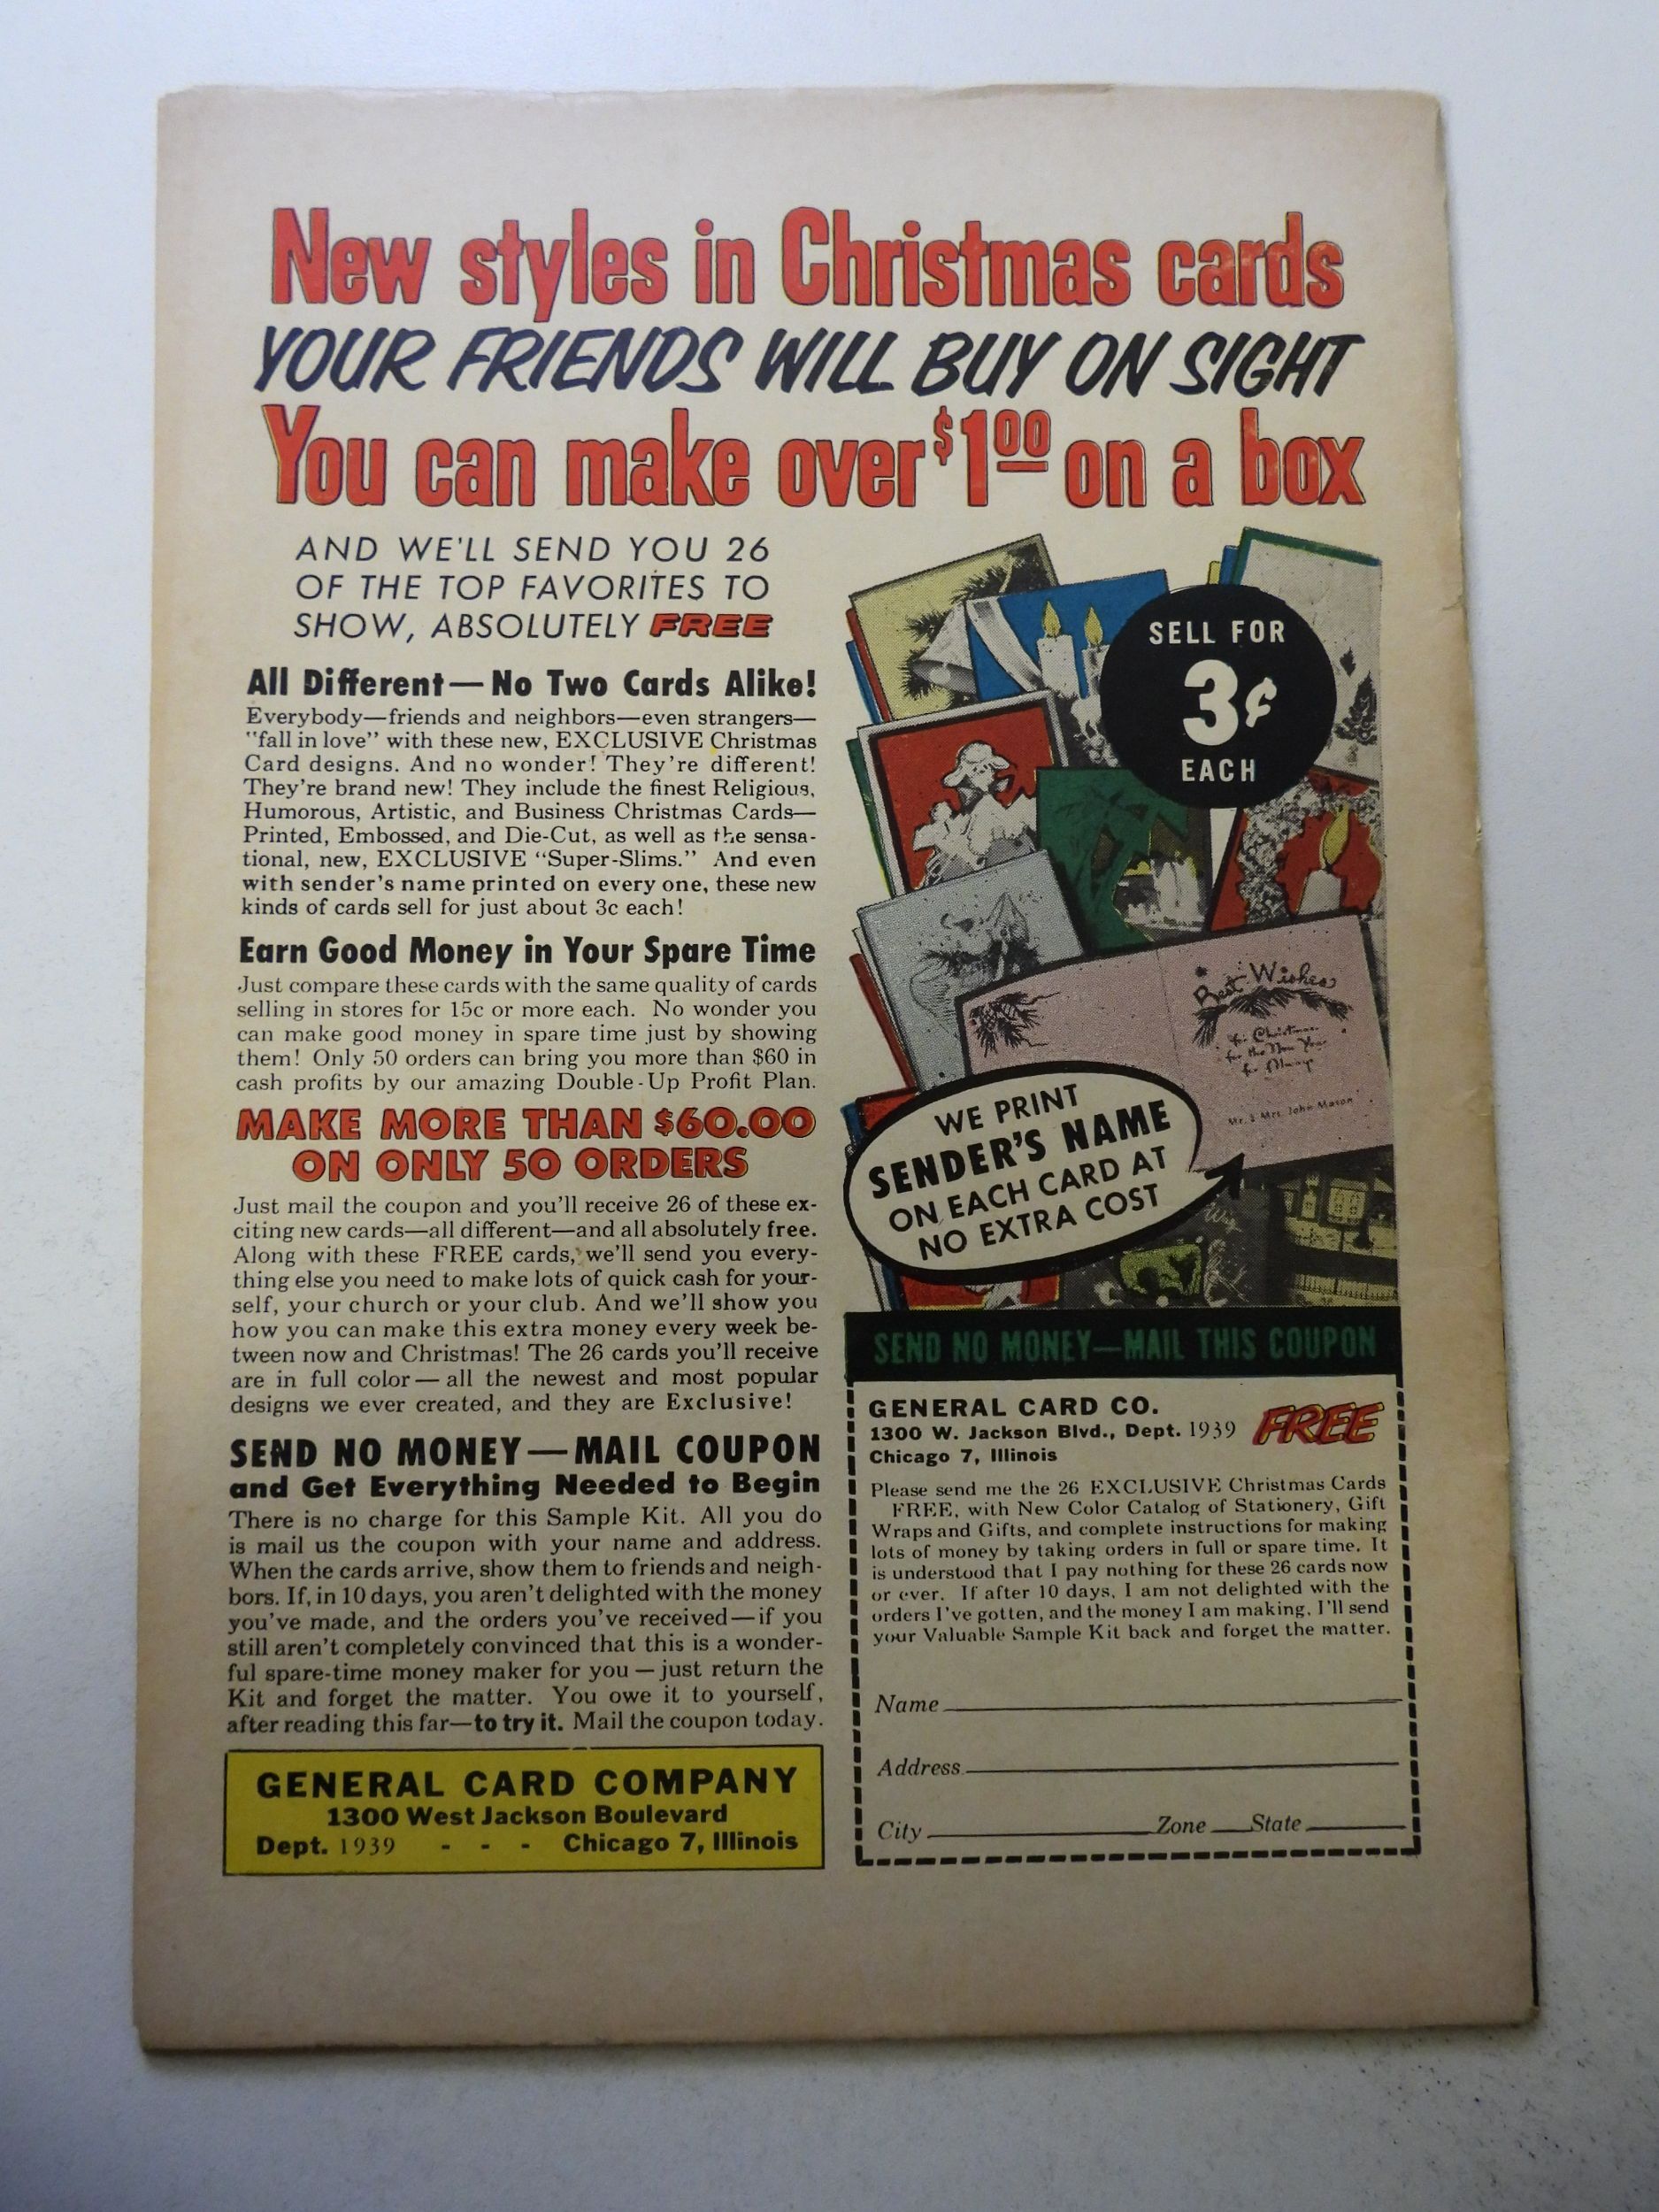 New styles in Christmas cards
YOUR FRIENDS WILL BUY ON SIGHT
You can make over $1.00 on a box
AND WE'LL SEND YOU 26
OF THE TOP FAVORITES TO
SHOW, ABSOLUTELY FREE
All Different—No Two Cards Alike!
Everybody—friends and neighbors—even strangers—
"fall in love" with these new, EXCLUSIVE Christmas
Card designs. And no wonder! They're different!
They're brand new! They include the finest Religious,
Humorous, Artistic, and Business Christmas Cards—
Printed, Embossed, and Die-Cut, as well as the sensa-
tional, new, EXCLUSIVE "Super-Slims." And even
with sender's name printed on every one, these new
kinds of cards sell for just about 3c each!
Earn Good Money in Your Spare Time
Just compare these cards with the same quality of cards
selling in stores for 15c or more each. No wonder you
can make good money in spare time just by showing
them! Only 50 orders can bring you more than $60 in
cash profits by our amazing Double-Up Profit Plan.
MAKE MORE THAN $60.00
ON ONLY 50 ORDERS
Just mail the coupon and you'll receive 26 of these ex-
citing new cards—all different—and all absolutely free.
Along with these FREE cards, we'll send you every-
thing else you need to make lots of quick cash for your-
self, your church or your club. And we'll show you
how you can make this extra money every week be-
tween now and Christmas! The 26 cards you'll receive
are in full color—all the newest and most popular
designs we ever created, and they are Exclusive!
SEND NO MONEY—MAIL COUPON
and Get Everything Needed to Begin
There is no charge for this Sample Kit. All you do
is mail us the coupon with your name and address.
When the cards arrive, show them to friends and neigh-
bors. If, in 10 days, you aren't delighted with the money
you've made, and the orders you've received—if you
still aren't completely convinced that this is a wonder-
ful spare-time money maker for you—just return the
Kit and forget the matter. You owe it to yourself,
after reading this far—to try it. Mail the coupon today.
GENERAL CARD COMPANY
1300 West Jackson Boulevard
Dept. 1939 - - - Chicago 7, Illinois
SELL FOR
3¢
EACH
Best Wishes
for Christmas
for the New Year
for Always
Mr. & Mrs. John Mason
WE PRINT
SENDER'S NAME
ON EACH CARD AT
NO EXTRA COST
SEND NO MONEY—MAIL THIS COUPON
GENERAL CARD CO.
1300 W. Jackson Blvd., Dept. 1939
Chicago 7, Illinois
FREE
Please send me the 26 EXCLUSIVE Christmas Cards
FREE, with New Color Catalog of Stationery, Gift
Wraps and Gifts, and complete instructions for making
lots of money by taking orders in full or spare time. It
is understood that I pay nothing for these 26 cards now
or ever. If after 10 days, I am not delighted with the
orders I've gotten, and the money I am making, I'll send
your Valuable Sample Kit back and forget the matter.
Name
Address
City Zone State